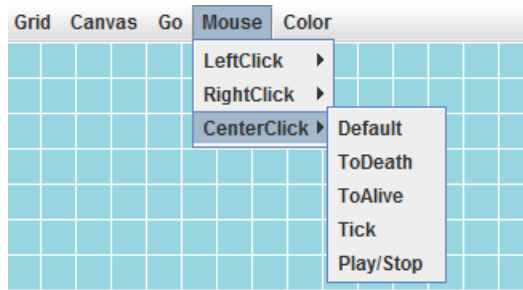 Grid Canvas Go Mouse Color
LeftClick
RightClick
CenterClick Default
ToDeath
ToAlive
Tick
Play/Stop